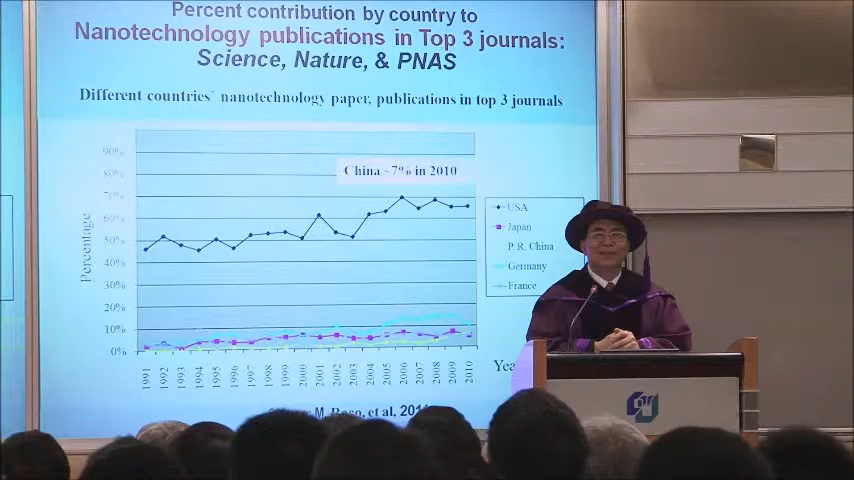 Percent contribution by country to
Nanotechnology publications in Top 3 journals:
Science, Nature, & PNAS
Different countries' nanotechnology paper, publications in top 3 journals
90%
80%
70%
60%
50%
40%
30%
20%
10%
0%
Percentage
China ~7% in 2010
USA
Japan
P. R. China
Germany
France
1991
1992
1993
1994
1995
1996
1997
1998
1999
2000
2001
2002
2003
2004
2005
2006
2007
2008
2009
2010
M. Roco, et al,